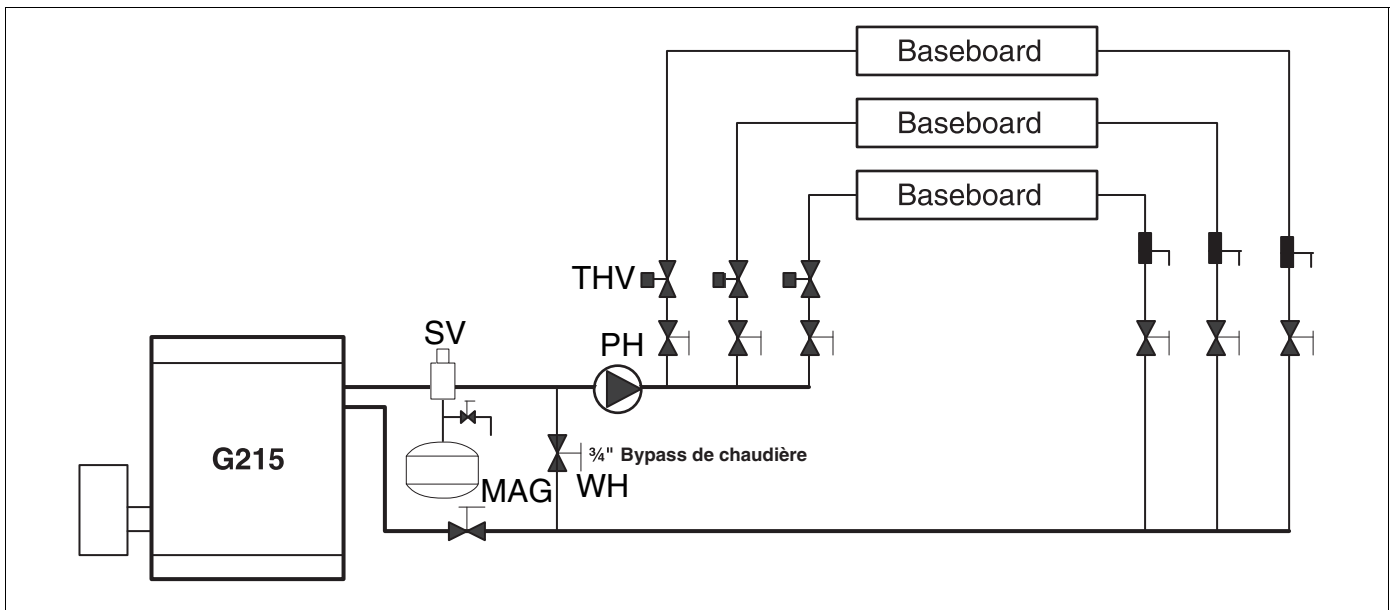 Baseboard
Baseboard
Baseboard
THV
SV
PH
G215
¾" Bypass de chaudière
MAG
WH